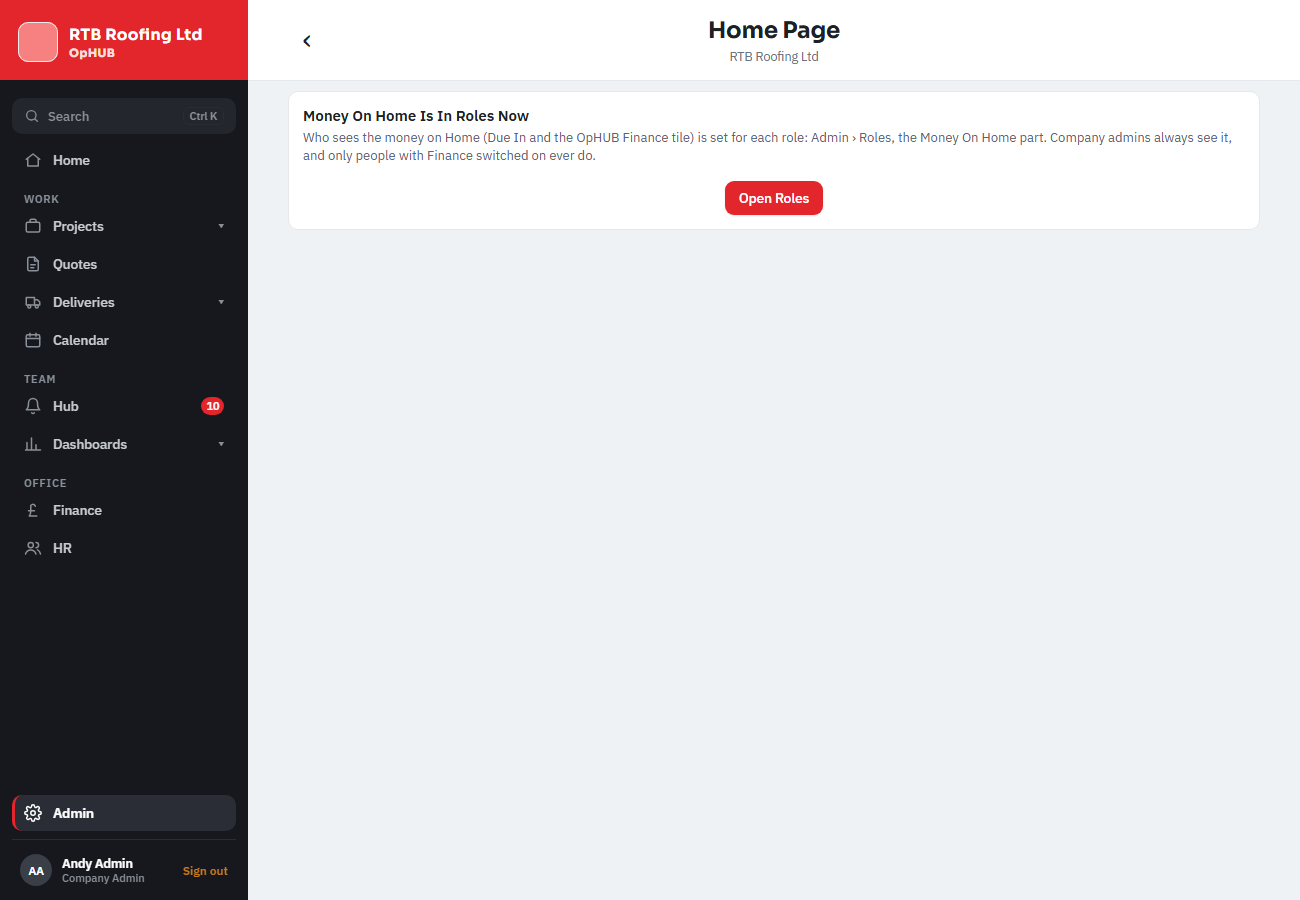 RTB Roofing Ltd
OpHUB
Search
Ctrl K
Home
WORK
Projects
Quotes
Deliveries
Calendar
TEAM
Hub
10
Dashboards
OFFICE
Finance
HR
Admin
AA
Andy Admin
Company Admin
Sign out
Home Page
RTB Roofing Ltd
Money On Home Is In Roles Now
Who sees the money on Home (Due In and the OpHUB Finance tile) is set for each role: Admin › Roles, the Money On Home part. Company admins always see it,
and only people with Finance switched on ever do.
Open Roles